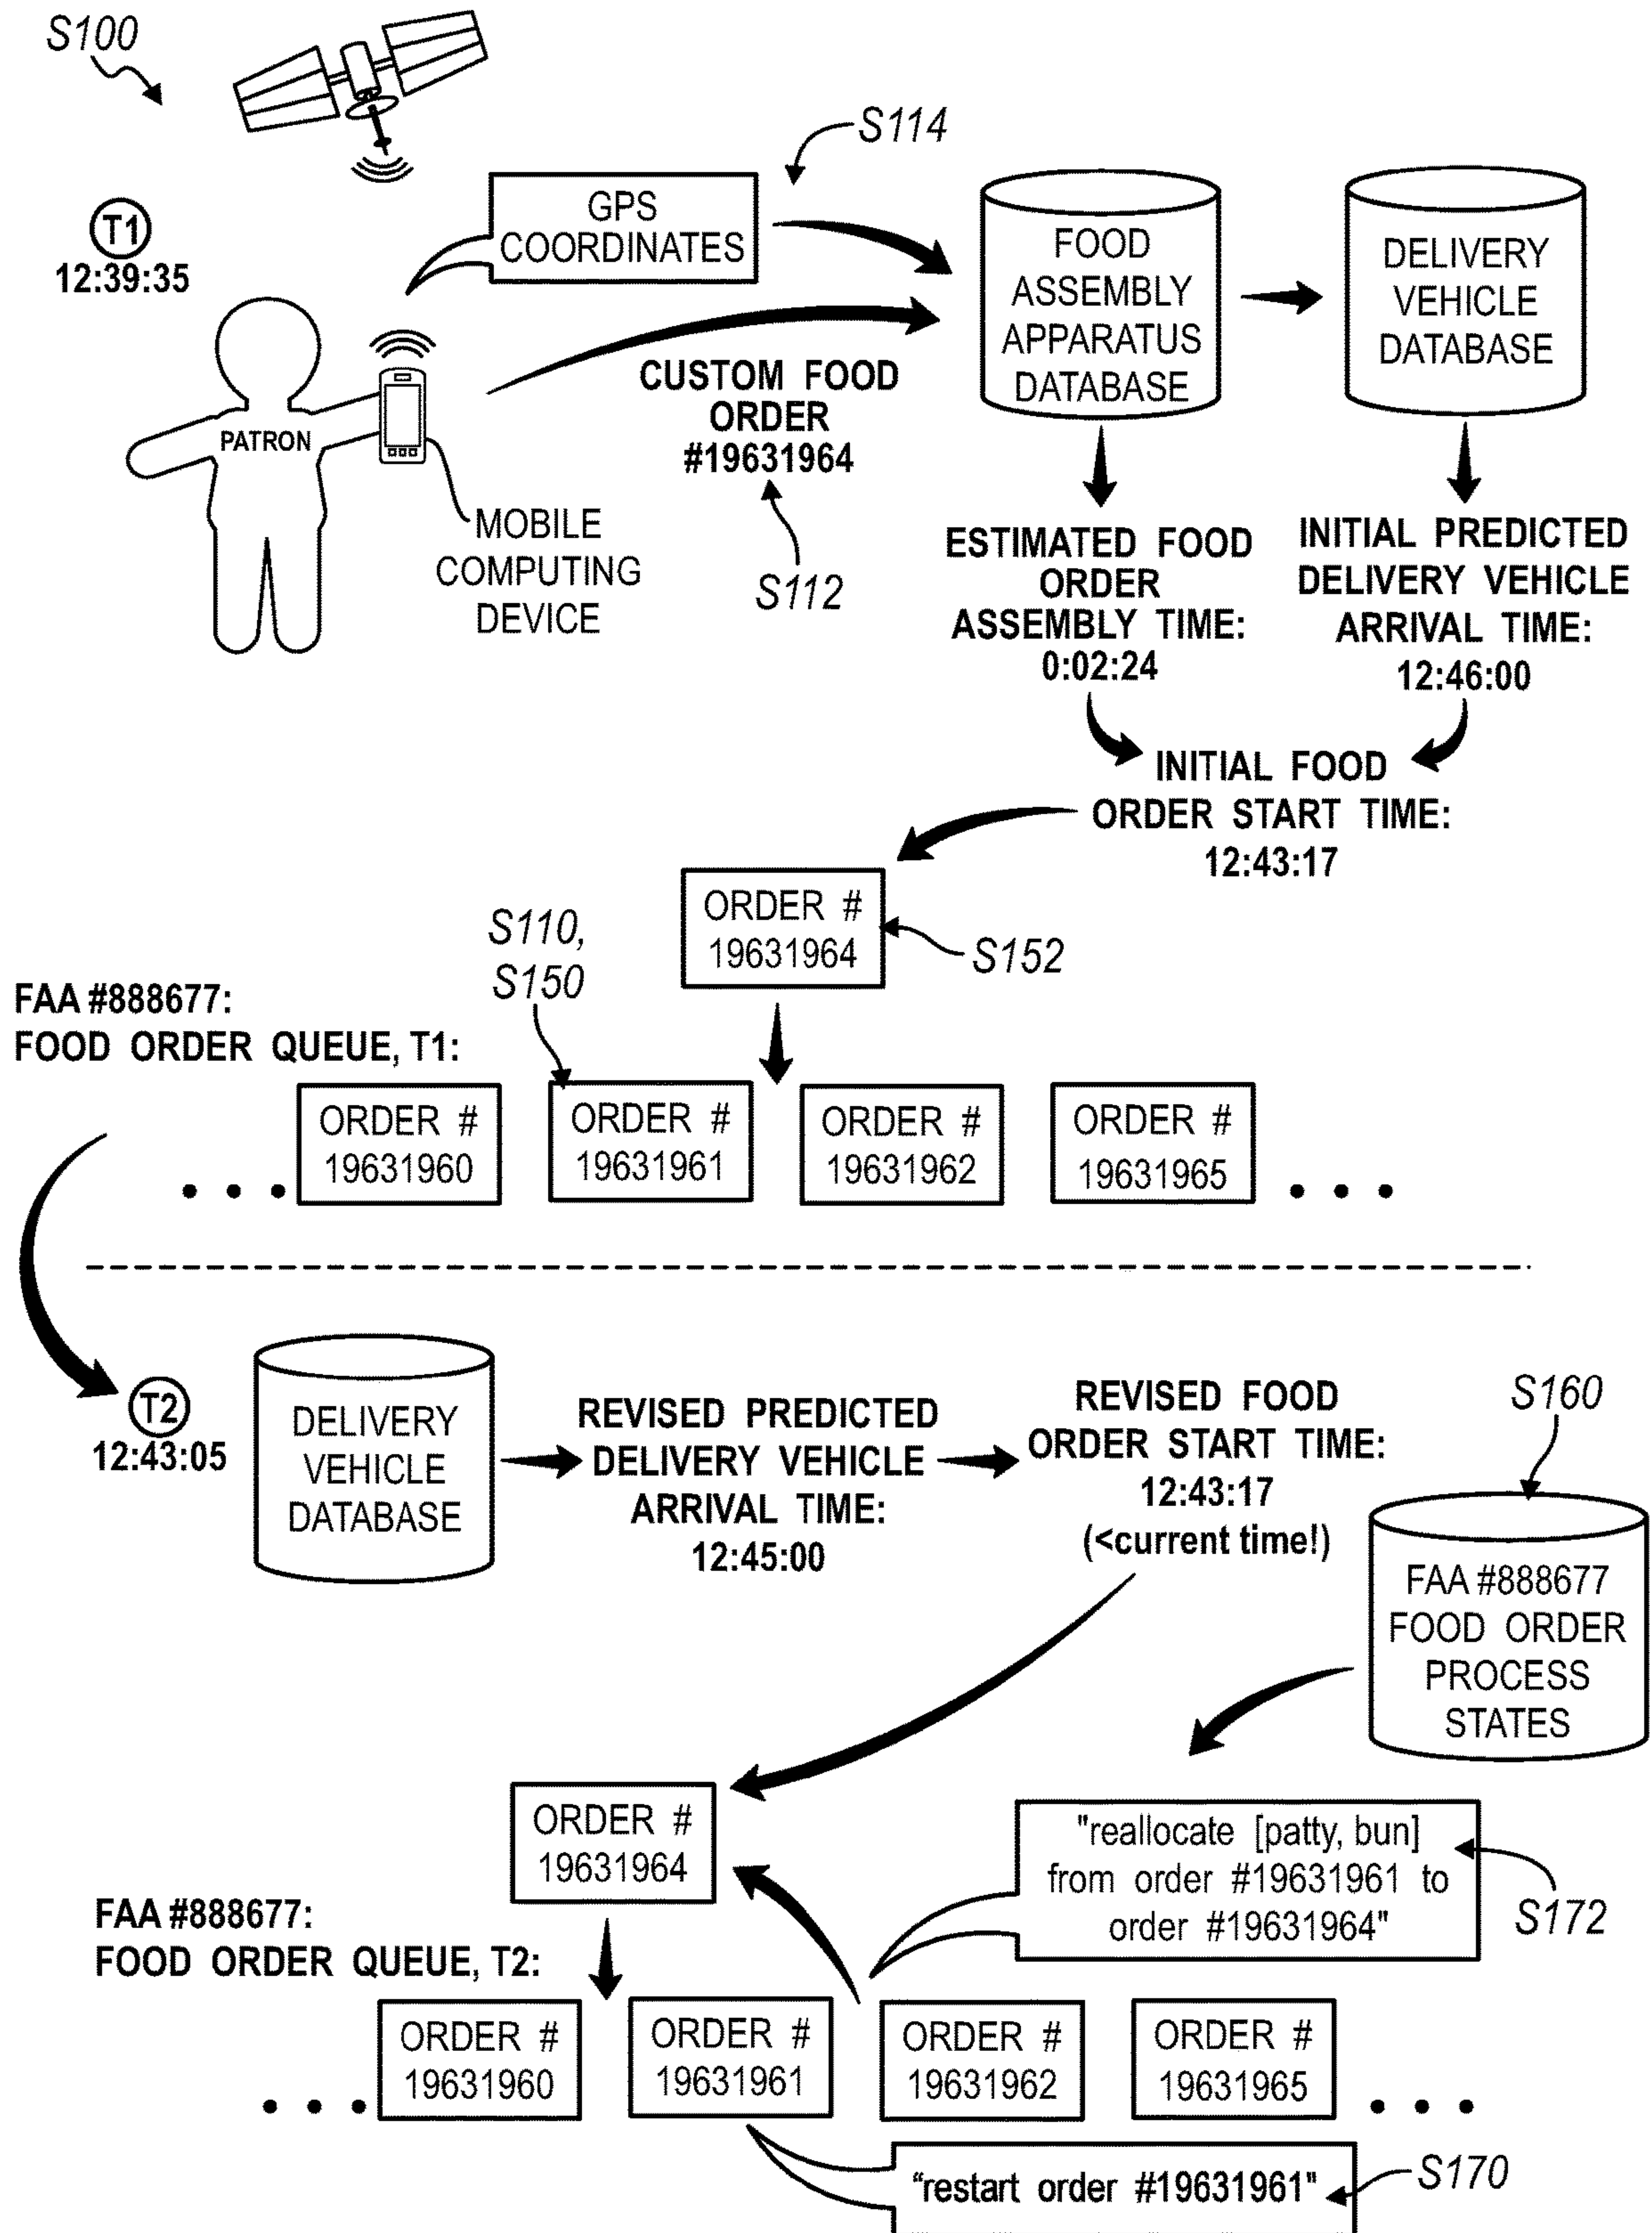 S100
S114
T1
12:39:35
GPS
COORDINATES
FOOD
ASSEMBLY
APPARATUS
DATABASE
DELIVERY
VEHICLE
DATABASE
PATRON
CUSTOM FOOD
ORDER
#19631964
S112
MOBILE
COMPUTING
DEVICE
ESTIMATED FOOD
ORDER
ASSEMBLY TIME:
0:02:24
INITIAL PREDICTED
DELIVERY VEHICLE
ARRIVAL TIME:
12:46:00
INITIAL FOOD
ORDER START TIME:
12:43:17
ORDER #
19631964
S152
S110,
S150
FAA #888677:
FOOD ORDER QUEUE, T1:
ORDER #
19631960
ORDER #
19631961
ORDER #
19631962
ORDER #
19631965
T2
12:43:05
DELIVERY
VEHICLE
DATABASE
REVISED PREDICTED
DELIVERY VEHICLE
ARRIVAL TIME:
12:45:00
REVISED FOOD
ORDER START TIME:
12:43:17
(<current time!)
S160
FAA #888677
FOOD ORDER
PROCESS
STATES
ORDER #
19631964
"reallocate [patty, bun]
from order #19631961 to
order #19631964"
S172
FAA #888677:
FOOD ORDER QUEUE, T2:
ORDER #
19631960
ORDER #
19631961
ORDER #
19631962
ORDER #
19631965
“restart order #19631961"
S170